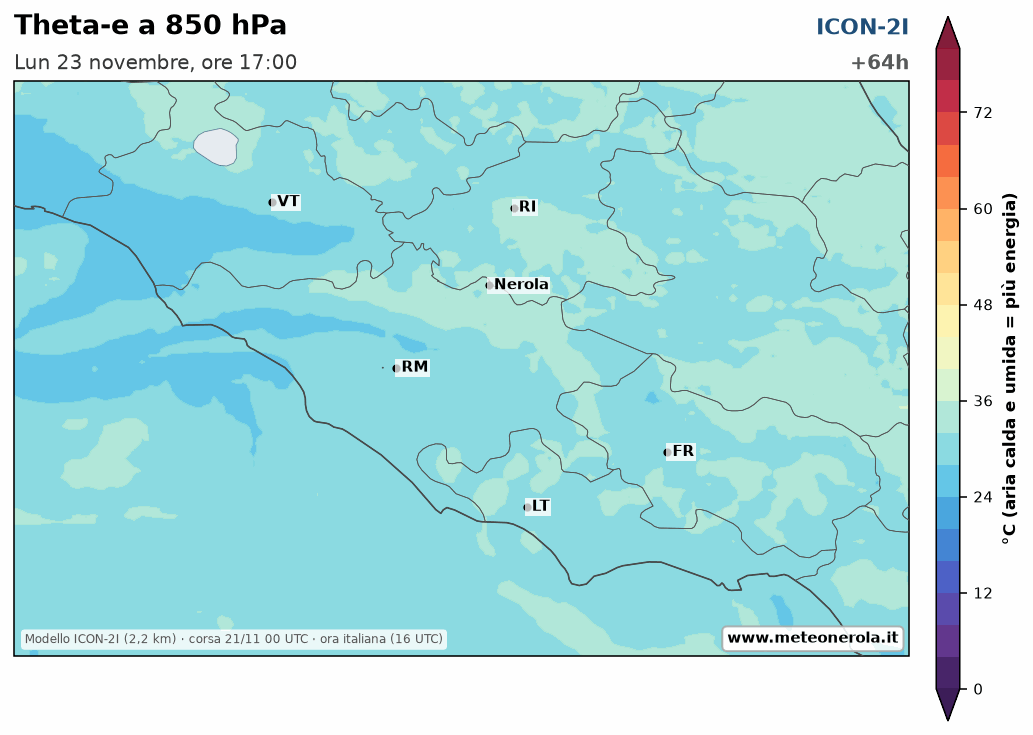 Theta-e a 850 hPa
ICON-2I
Lun 23 novembre, ore 17:00
+64h
VT
RI
Nerola
RM
FR
LT
72
60
48
36
24
12
0
°C (aria calda e umida = più energia)
Modello ICON-2I (2,2 km) · corsa 21/11 00 UTC · ora italiana (16 UTC)
www.meteonerola.it